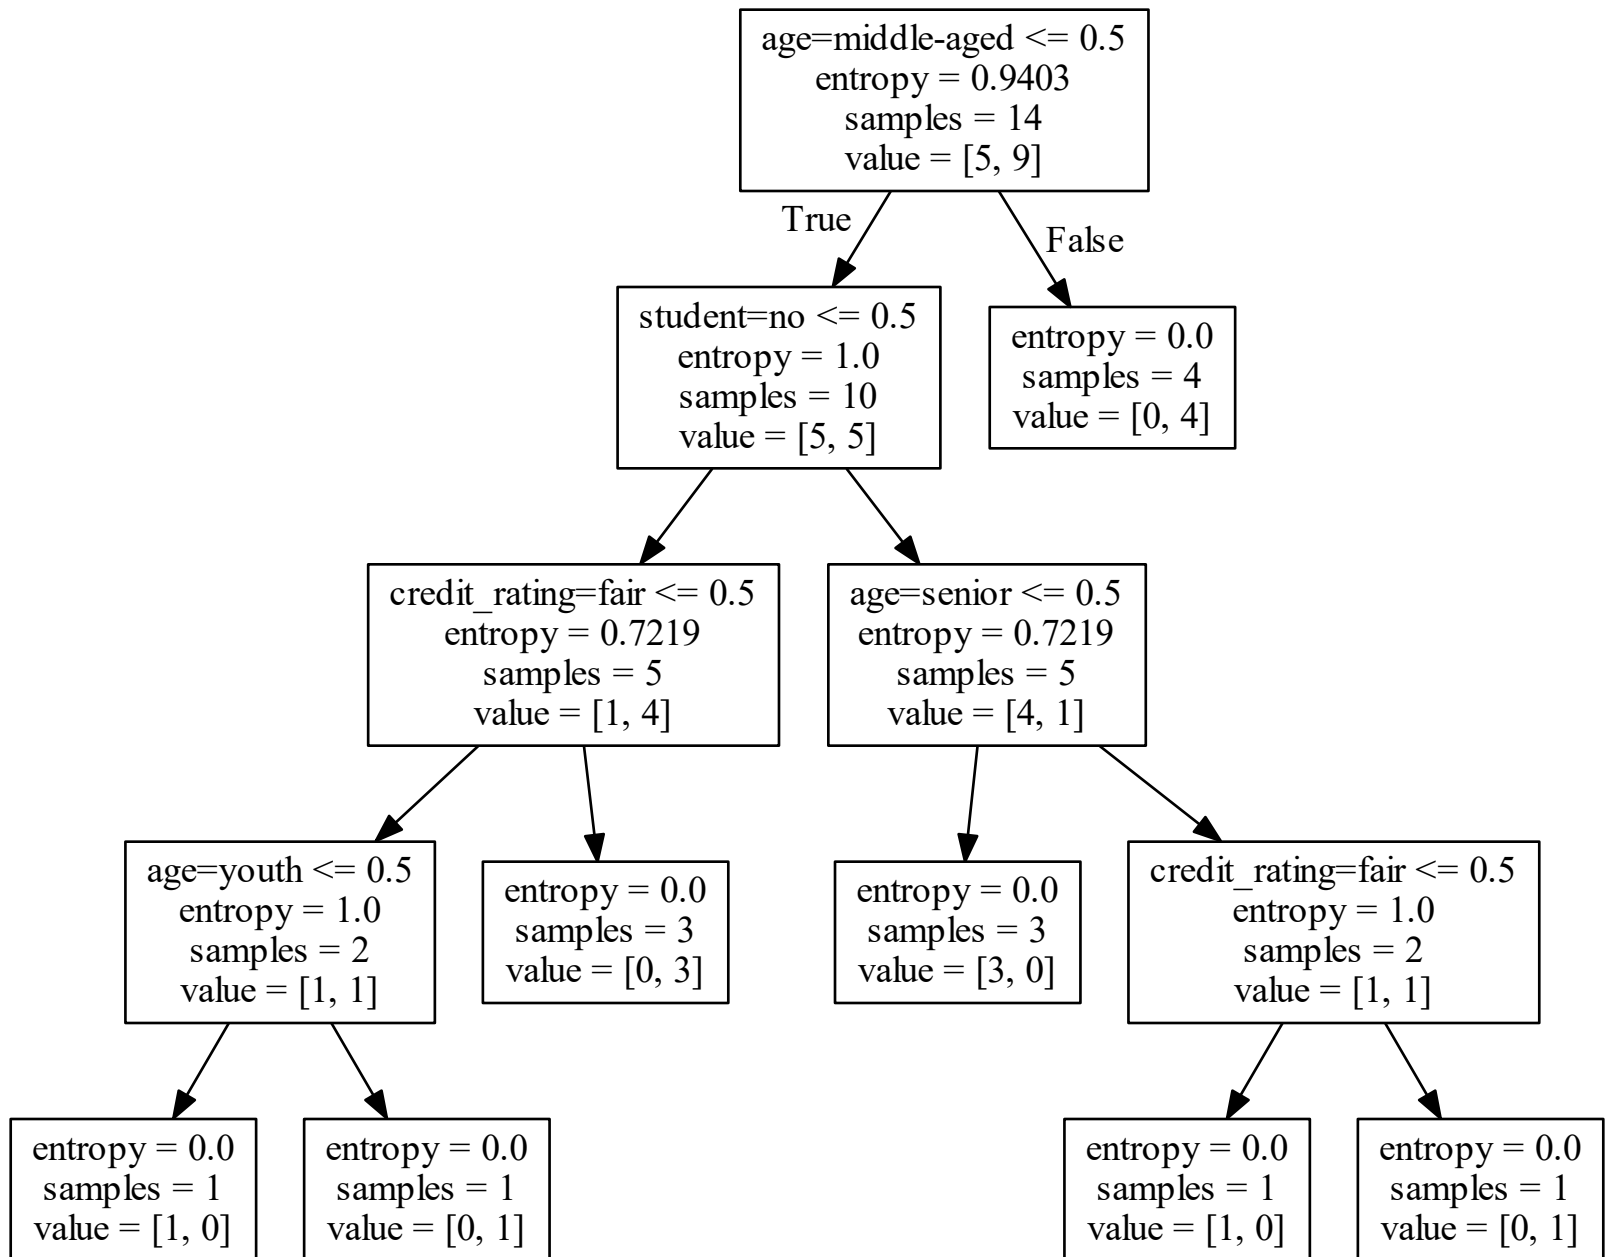 age=middle-aged <= 0.5
entropy = 0.9403
samples = 14
value = [5, 9]
True
False
student=no <= 0.5
entropy = 1.0
samples = 10
value = [5, 5]
entropy = 0.0
samples = 4
value = [0, 4]
credit_rating=fair <= 0.5
entropy = 0.7219
samples = 5
value = [1, 4]
age=senior <= 0.5
entropy = 0.7219
samples = 5
value = [4, 1]
age=youth <= 0.5
entropy = 1.0
samples = 2
value = [1, 1]
entropy = 0.0
samples = 3
value = [0, 3]
entropy = 0.0
samples = 3
value = [3, 0]
credit_rating=fair <= 0.5
entropy = 1.0
samples = 2
value = [1, 1]
entropy = 0.0
samples = 1
value = [1, 0]
entropy = 0.0
samples = 1
value = [0, 1]
entropy = 0.0
samples = 1
value = [1, 0]
entropy = 0.0
samples = 1
value = [0, 1]